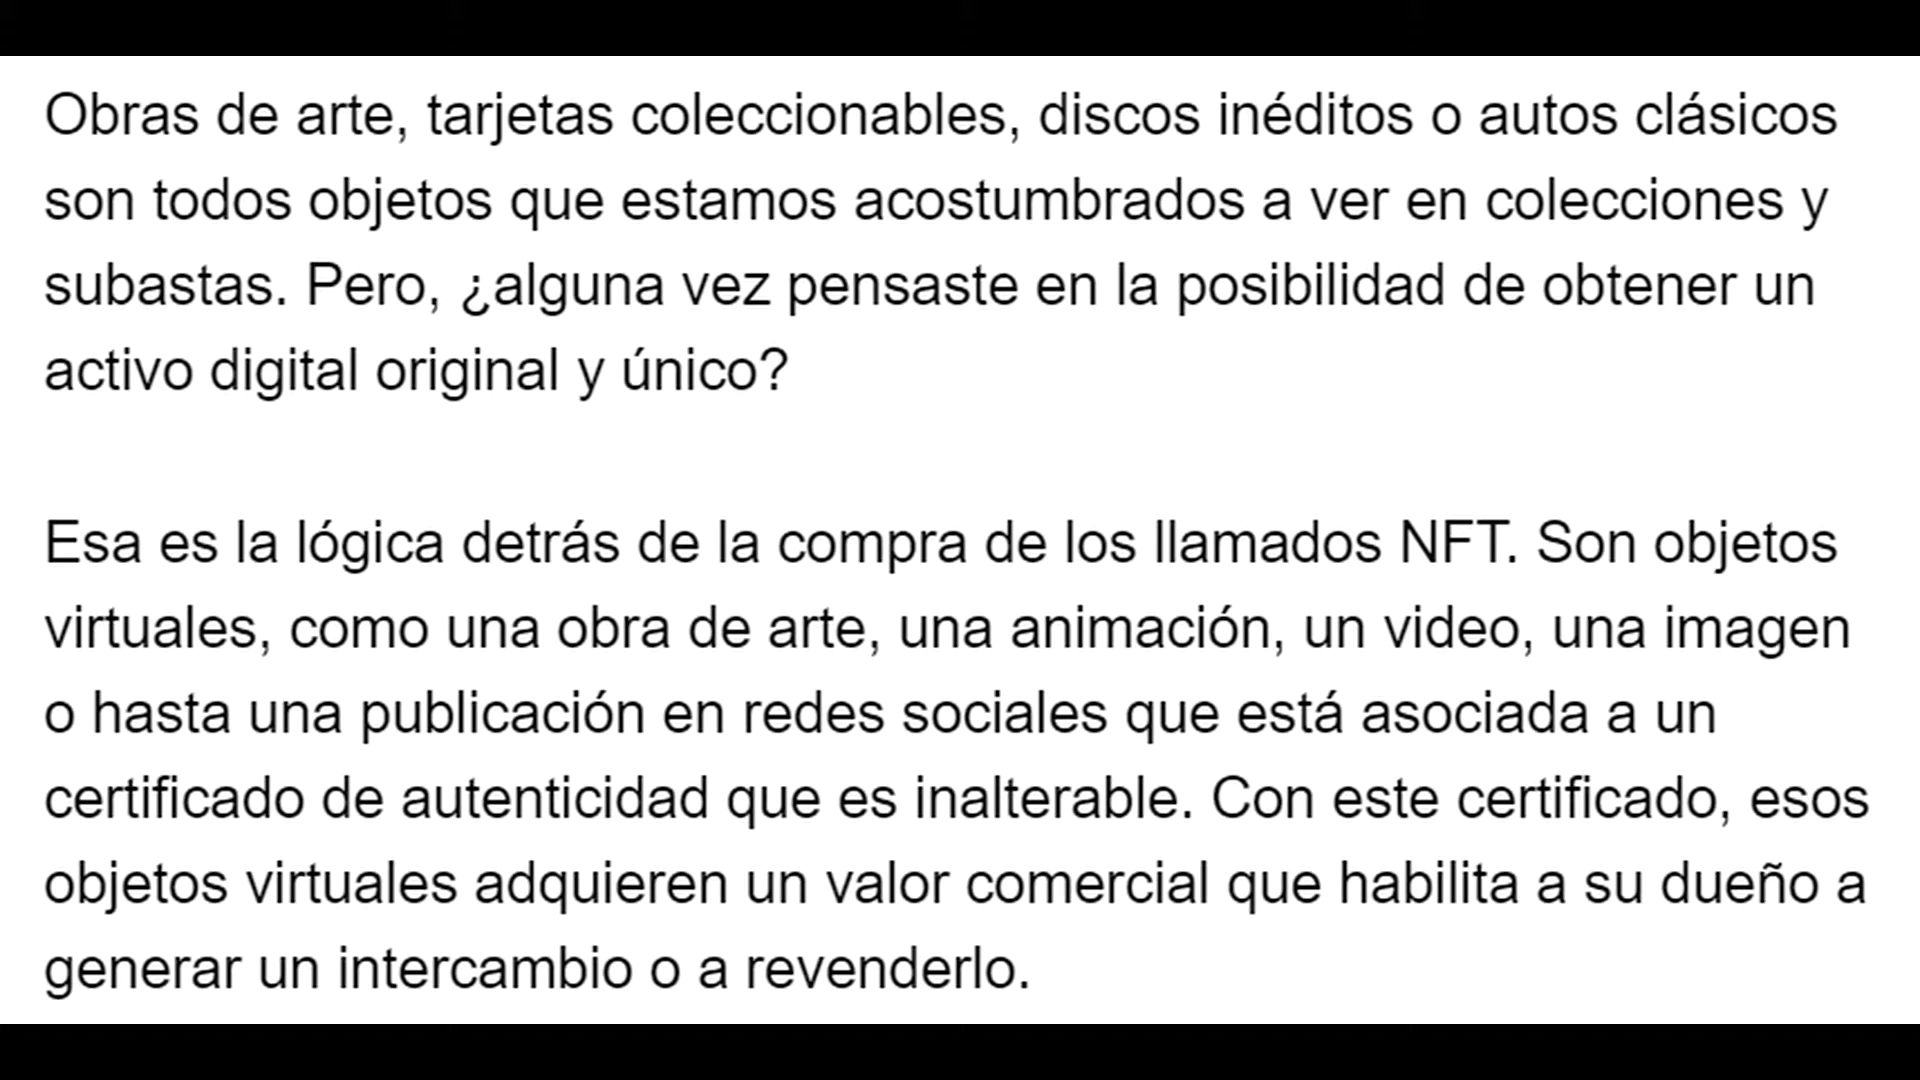 Obras de arte, tarjetas coleccionables, discos inéditos o autos clásicos
son todos objetos que estamos acostumbrados a ver en colecciones y
subastas. Pero, ¿alguna vez pensaste en la posibilidad de obtener un
activo digital original y único?
Esa es la lógica detrás de la compra de los llamados NFT. Son objetos
virtuales, como una obra de arte, una animación, un video, una imagen
o hasta una publicación en redes sociales que está asociada a un
certificado de autenticidad que es inalterable. Con este certificado, esos
objetos virtuales adquieren un valor comercial que habilita a su dueño a
generar un intercambio o a revenderlo.